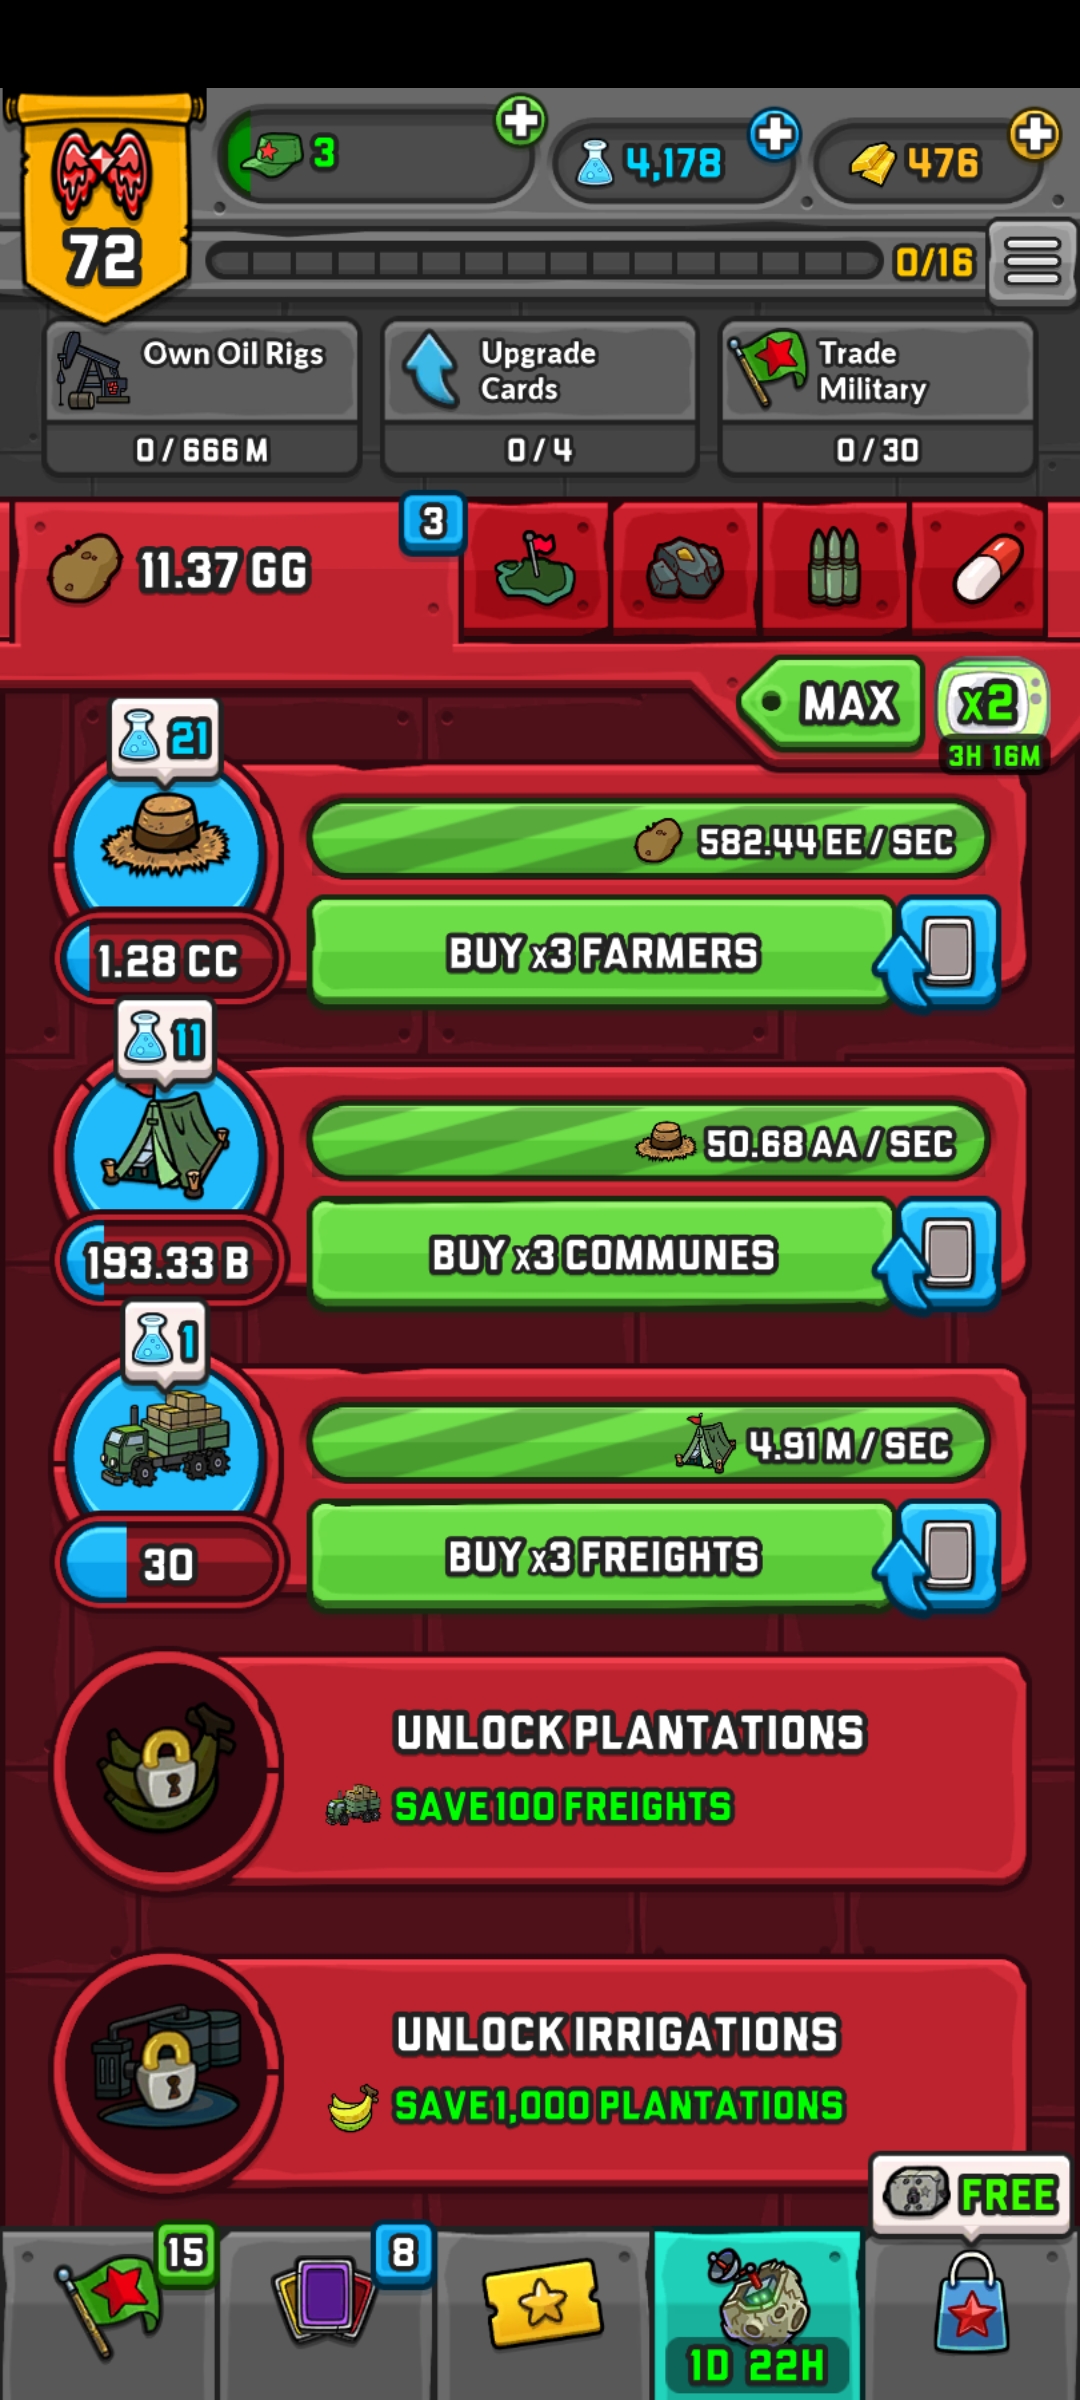 3
4,178
476
72
0/16
Own Oil Rigs
0 / 666 M
Upgrade
Cards
0 / 4
Trade
Military
0 / 30
11.37 GG
3
MAX
x2
3H 16M
21
582.44 EE / SEC
1.28 CC
BUY x3 FARMERS
11
50.68 AA / SEC
193.33 B
BUY x3 COMMUNES
1
4.91 M / SEC
30
BUY x3 FREIGHTS
UNLOCK PLANTATIONS
SAVE 100 FREIGHTS
UNLOCK IRRIGATIONS
SAVE 1,000 PLANTATIONS
FREE
15
8
1D 22H